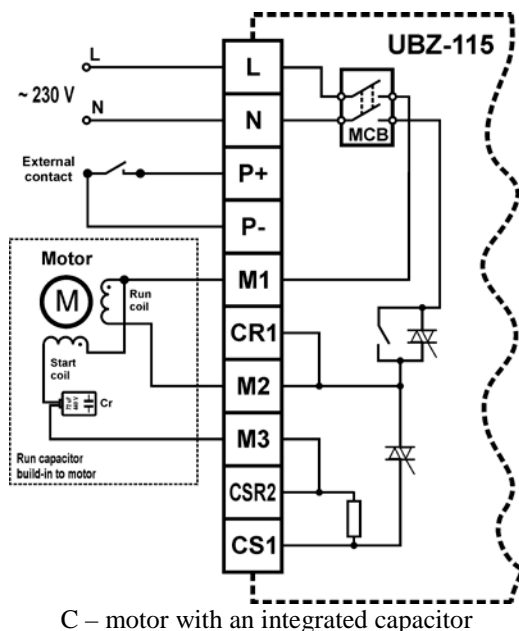 UBZ-115
L
L
~ 230 V
N
N
MCB
External
contact
P+
P-
Motor
M
Run
coil
M1
CR1
Start
coil
M2
Cr
M3
Run capacitor
build-in to motor
CSR2
CS1
C – motor with an integrated capacitor